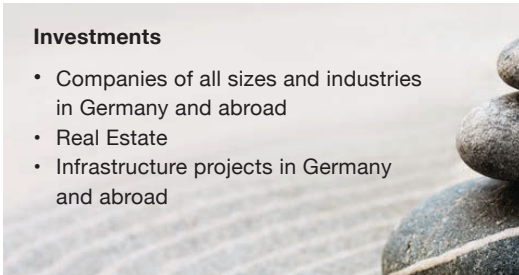 Investments
• Companies of all sizes and industries
in Germany and abroad
• Real Estate
• Infrastructure projects in Germany
and abroad